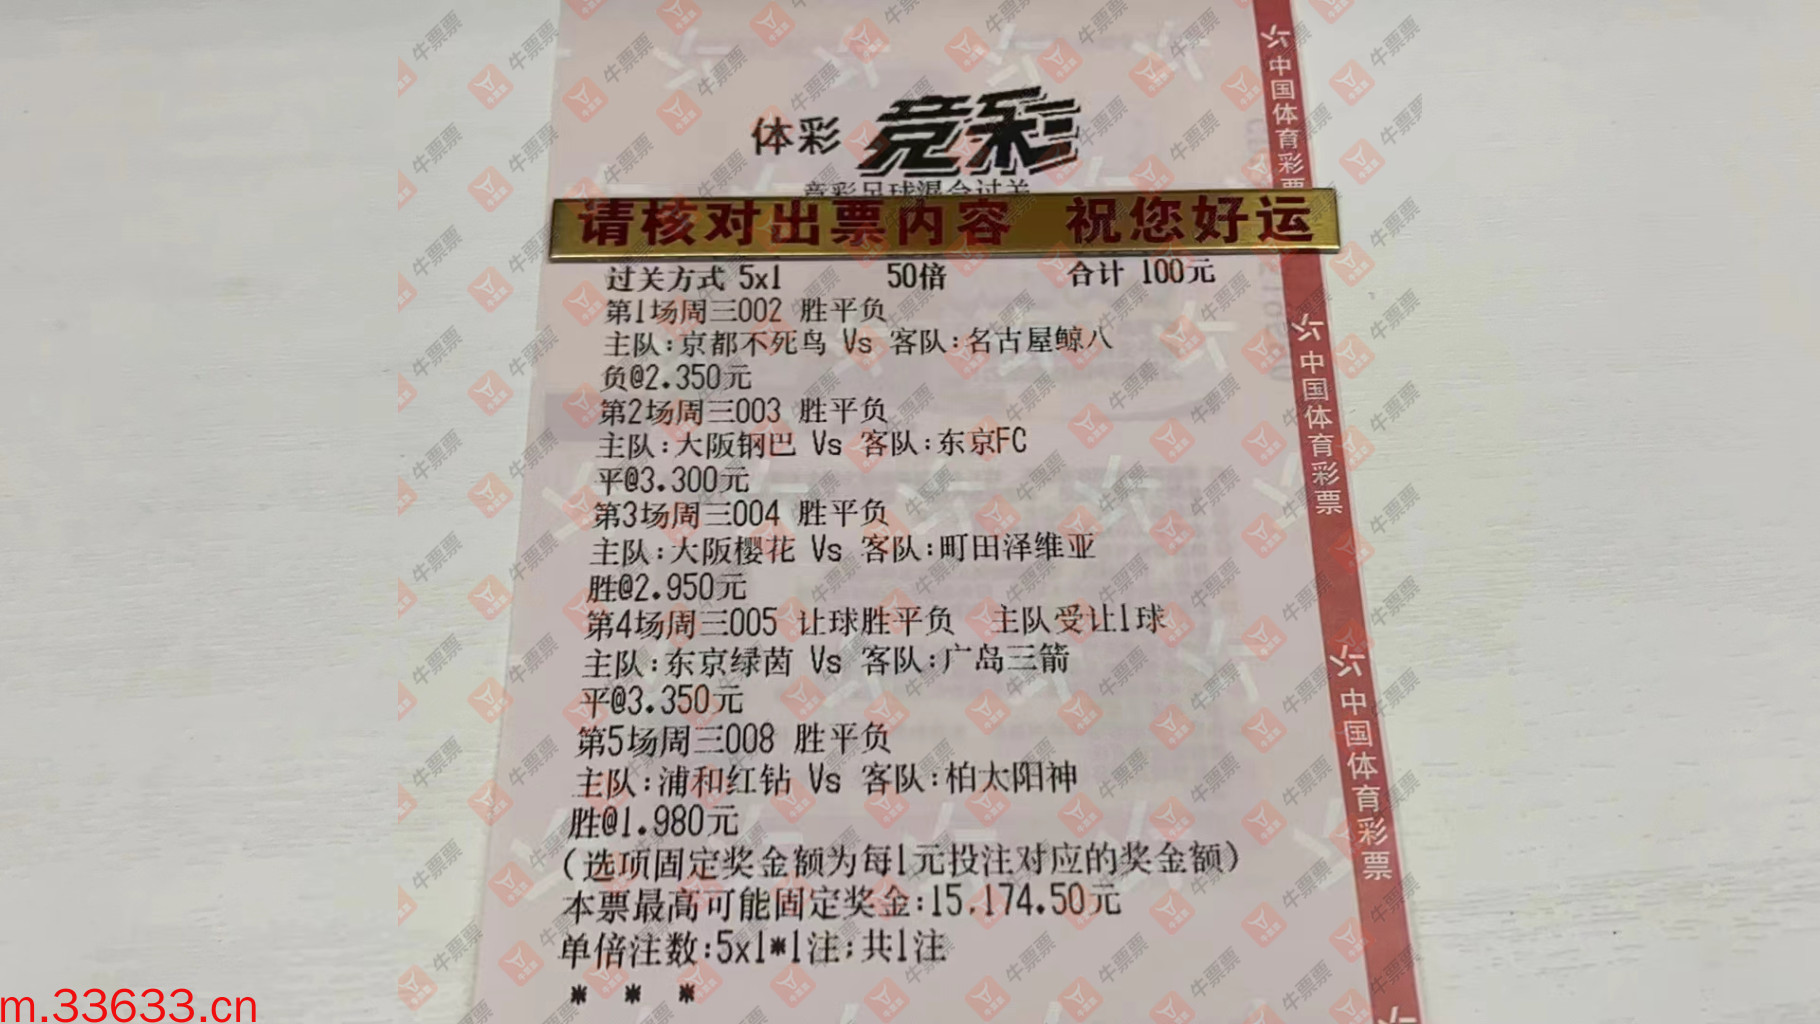 体彩 竞彩
竞彩足球混合过关
请核对出票内容 祝您好运
过关方式 5x1 50倍 合计 100元
第1场周三002 胜平负
主队:京都不死鸟 Vs 客队:名古屋鲸八
负@2.350元
第2场周三003 胜平负
主队:大阪钢巴 Vs 客队:东京FC
平@3.300元
第3场周三004 胜平负
主队:大阪樱花 Vs 客队:町田泽维亚
胜@2.950元
第4场周三005 让球胜平负 主队受让1球
主队:东京绿茵 Vs 客队:广岛三箭
平@3.350元
第5场周三008 胜平负
主队:浦和红钻 Vs 客队:柏太阳神
胜@1.980元
(选项固定奖金额为每1元投注对应的奖金额)
本票最高可能固定奖金:15,174.50元
单倍注数:5x1*1注;共1注
* * *
中国体育彩票
中国体育彩票
中国体育彩票
牛票票
m.33633.cn